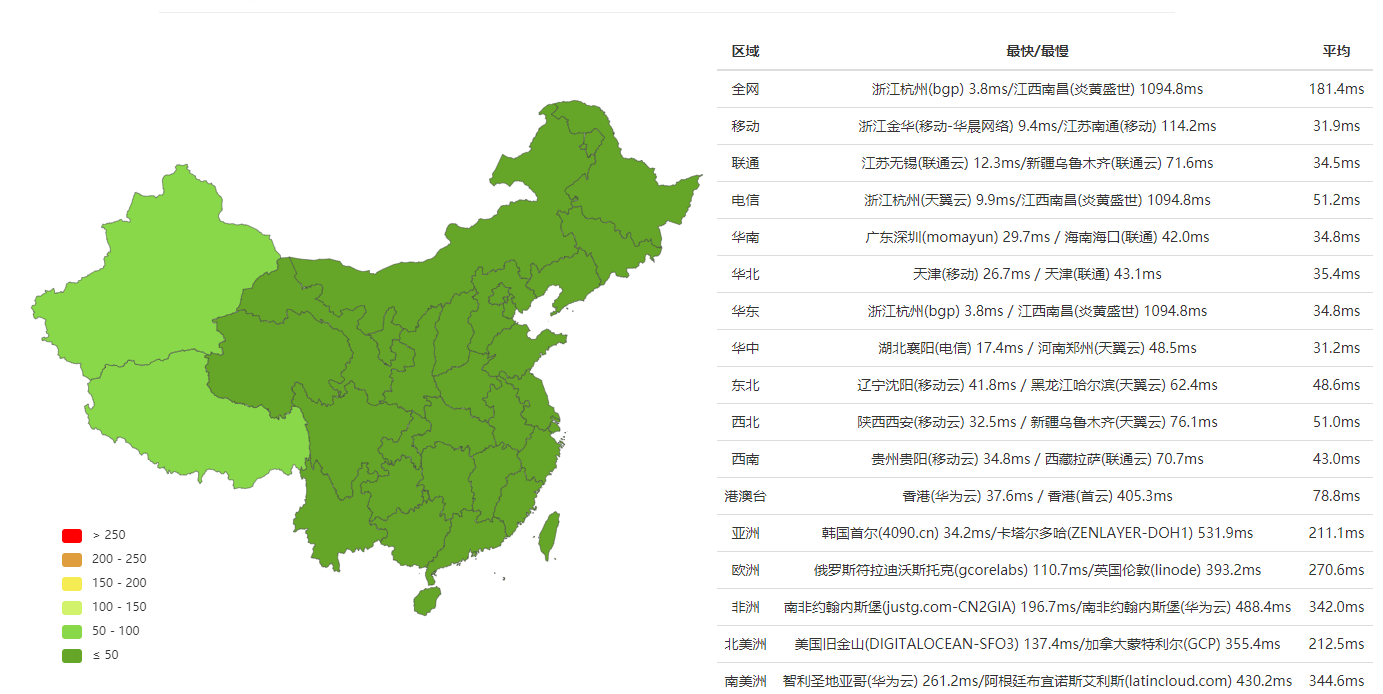 区域 最快/最慢 平均
全网 浙江杭州(bgp) 3.8ms/江西南昌(炎黄盛世) 1094.8ms 181.4ms
移动 浙江金华(移动-华晨网络) 9.4ms/江苏南通(移动) 114.2ms 31.9ms
联通 江苏无锡(联通云) 12.3ms/新疆乌鲁木齐(联通云) 71.6ms 34.5ms
电信 浙江杭州(天翼云) 9.9ms/江西南昌(炎黄盛世) 1094.8ms 51.2ms
华南 广东深圳(momayun) 29.7ms / 海南海口(联通) 42.0ms 34.8ms
华北 天津(移动) 26.7ms / 天津(联通) 43.1ms 35.4ms
华东 浙江杭州(bgp) 3.8ms / 江西南昌(炎黄盛世) 1094.8ms 34.8ms
华中 湖北襄阳(电信) 17.4ms / 河南郑州(天翼云) 48.5ms 31.2ms
东北 辽宁沈阳(移动云) 41.8ms / 黑龙江哈尔滨(天翼云) 62.4ms 48.6ms
西北 陕西西安(移动云) 32.5ms / 新疆乌鲁木齐(天翼云) 76.1ms 51.0ms
西南 贵州贵阳(移动云) 34.8ms / 西藏拉萨(联通云) 70.7ms 43.0ms
港澳台 香港(华为云) 37.6ms / 香港(首云) 405.3ms 78.8ms
亚洲 韩国首尔(4090.cn) 34.2ms/卡塔尔多哈(ZENLAYER-DOH1) 531.9ms 211.1ms
欧洲 俄罗斯符拉迪沃斯托克(gcorelabs) 110.7ms/英国伦敦(linode) 393.2ms 270.6ms
非洲 南非约翰内斯堡(justg.com-CN2GIA) 196.7ms/南非约翰内斯堡(华为云) 488.4ms 342.0ms
北美洲 美国旧金山(DIGITALOCEAN-SFO3) 137.4ms/加拿大蒙特利尔(GCP) 355.4ms 212.5ms
南美洲 智利圣地亚哥(华为云) 261.2ms/阿根廷布宜诺斯艾利斯(latincloud.com) 430.2ms 344.6ms
> 250
200 - 250
150 - 200
100 - 150
50 - 100
≤ 50